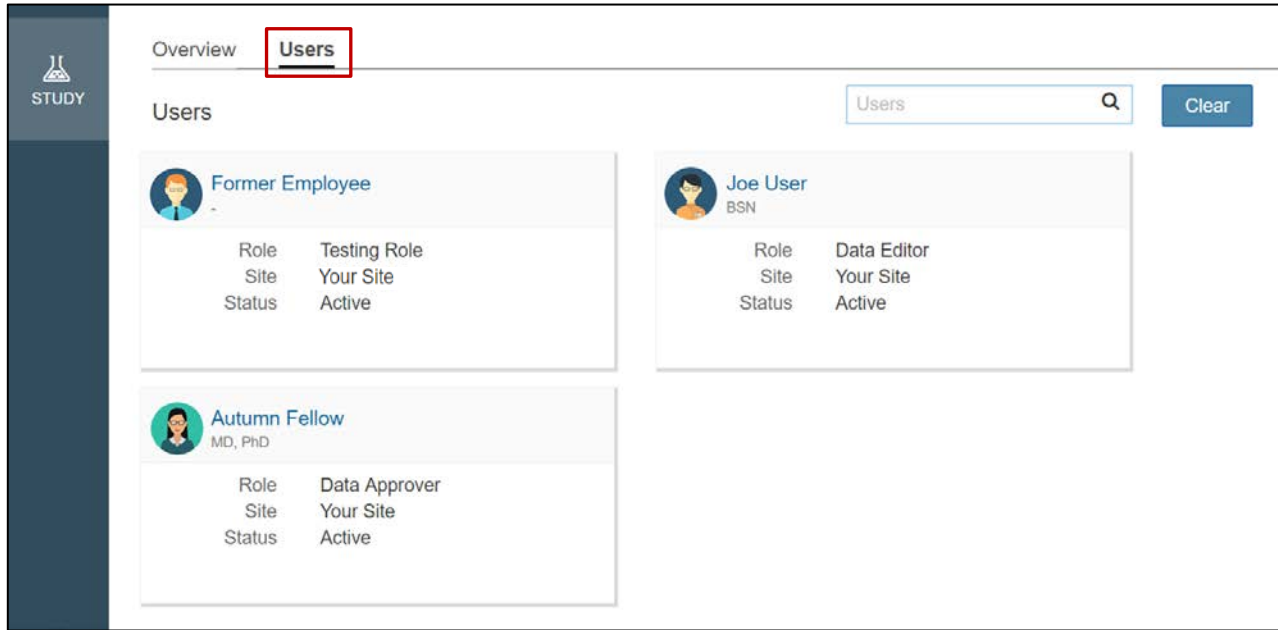 STUDY
Overview Users
Users
Users
Clear
Former Employee
-
Role Testing Role
Site Your Site
Status Active
Joe User
BSN
Role Data Editor
Site Your Site
Status Active
Autumn Fellow
MD, PhD
Role Data Approver
Site Your Site
Status Active